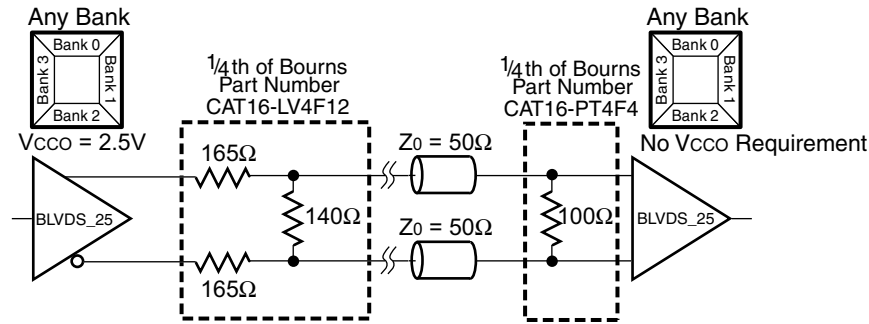 Any Bank
Bank 0
Bank 3
Bank 1
Bank 2
VCCO = 2.5V
1/4th of Bourns
Part Number
CAT16-LV4F12
1/4th of Bourns
Part Number
CAT16-PT4F4
Any Bank
Bank 0
Bank 3
Bank 1
Bank 2
No VCCO Requirement
165Ω
Z0 = 50Ω
BLVDS_25
140Ω
Z0 = 50Ω
100Ω
BLVDS_25
165Ω